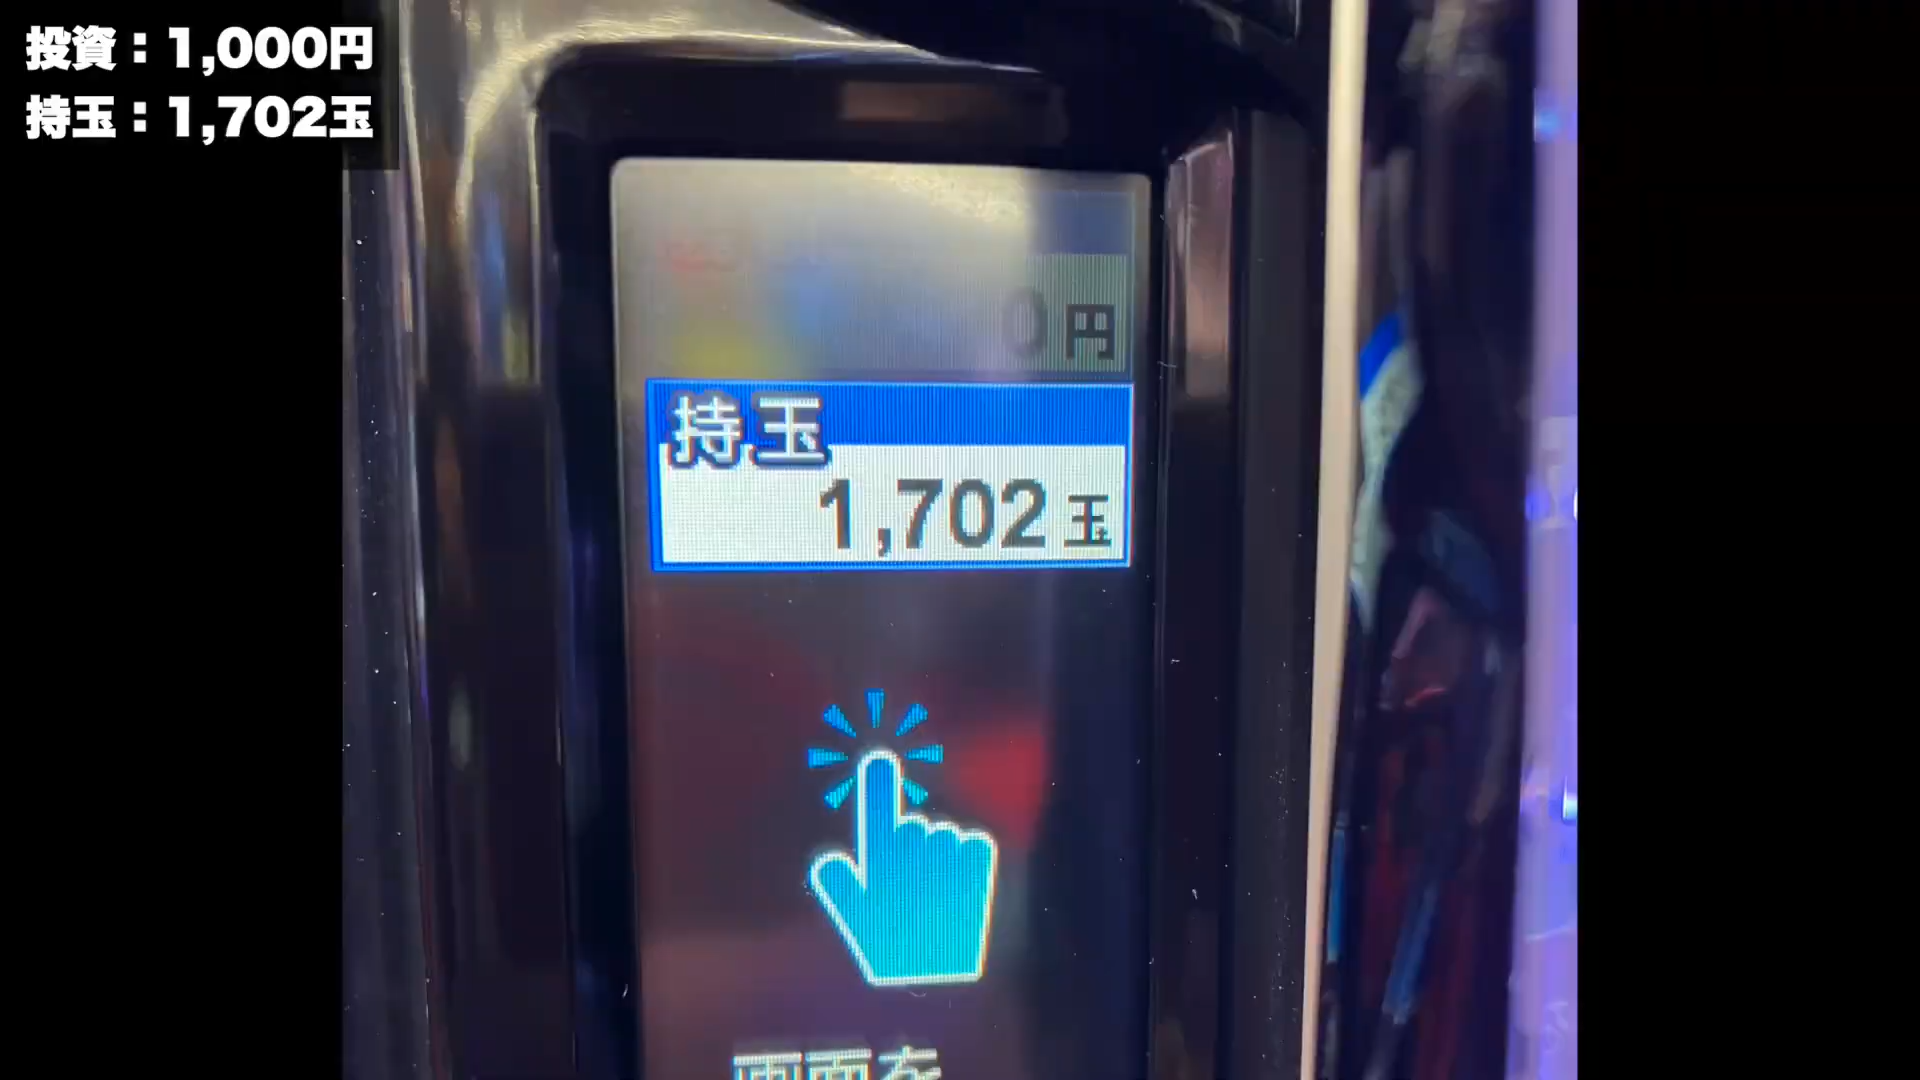 投資：1,000円
持玉：1,702玉
0円
持玉
1,702玉
画面を